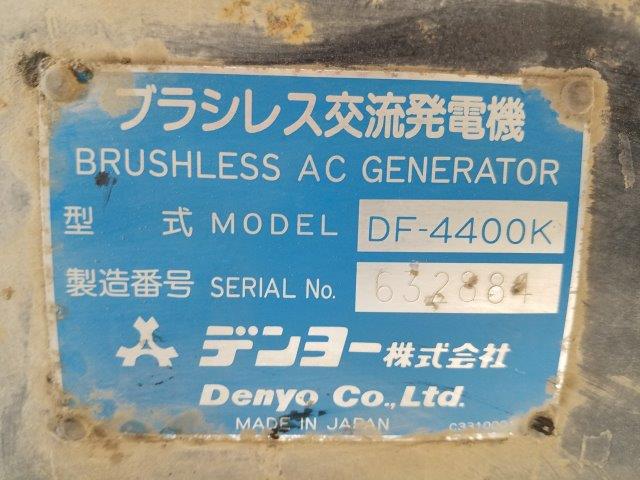 ブラシレス交流発電機
BRUSHLESS AC GENERATOR
型 式 MODEL DF-4400K
製造番号 SERIAL No. 632884
デンヨー株式会社
Denyo Co.,Ltd.
MADE IN JAPAN